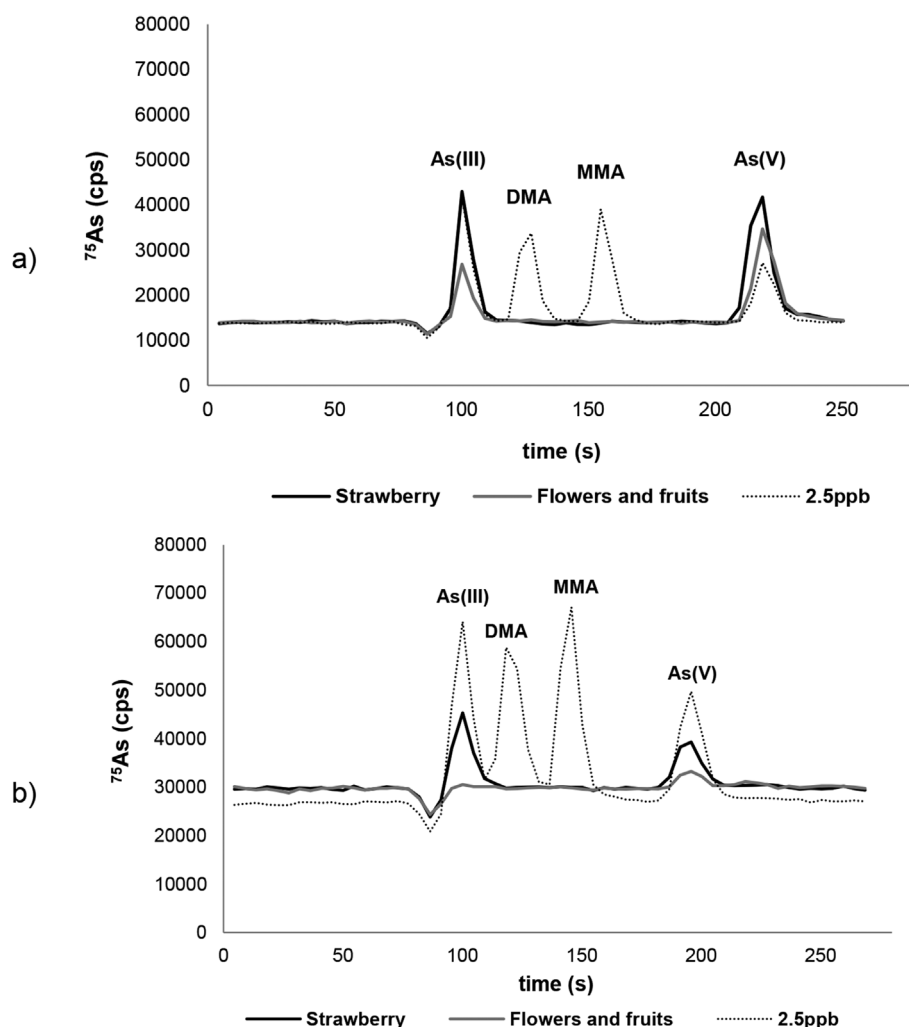 a)
⁷⁵As (cps)
80000
70000
60000
50000
40000
30000
20000
10000
0
As(III)
DMA
MMA
As(V)
0 50 100 150 200 250
time (s)
Strawberry Flowers and fruits 2.5ppb
b)
⁷⁵As (cps)
80000
70000
60000
50000
40000
30000
20000
10000
0
As(III)
DMA
MMA
As(V)
0 50 100 150 200 250
time (s)
Strawberry Flowers and fruits 2.5ppb